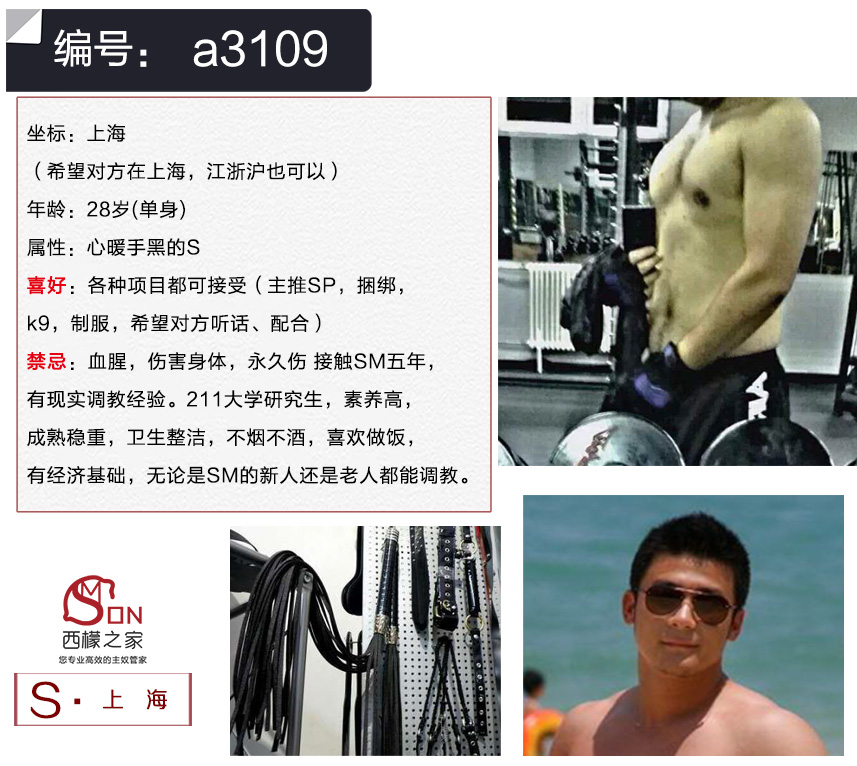 编号： a3109
坐标：上海
（希望对方在上海，江浙沪也可以）
年龄：28岁(单身)
属性：心暖手黑的S
喜好：各种项目都可接受（主推SP，捆绑，
k9，制服，希望对方听话、配合）
禁忌：血腥，伤害身体，永久伤 接触SM五年，
有现实调教经验。211大学研究生，素养高，
成熟稳重，卫生整洁，不烟不酒，喜欢做饭，
有经济基础，无论是SM的新人还是老人都能调教。
SMON
西檬之家
您专业高效的主奴管家
S·上海